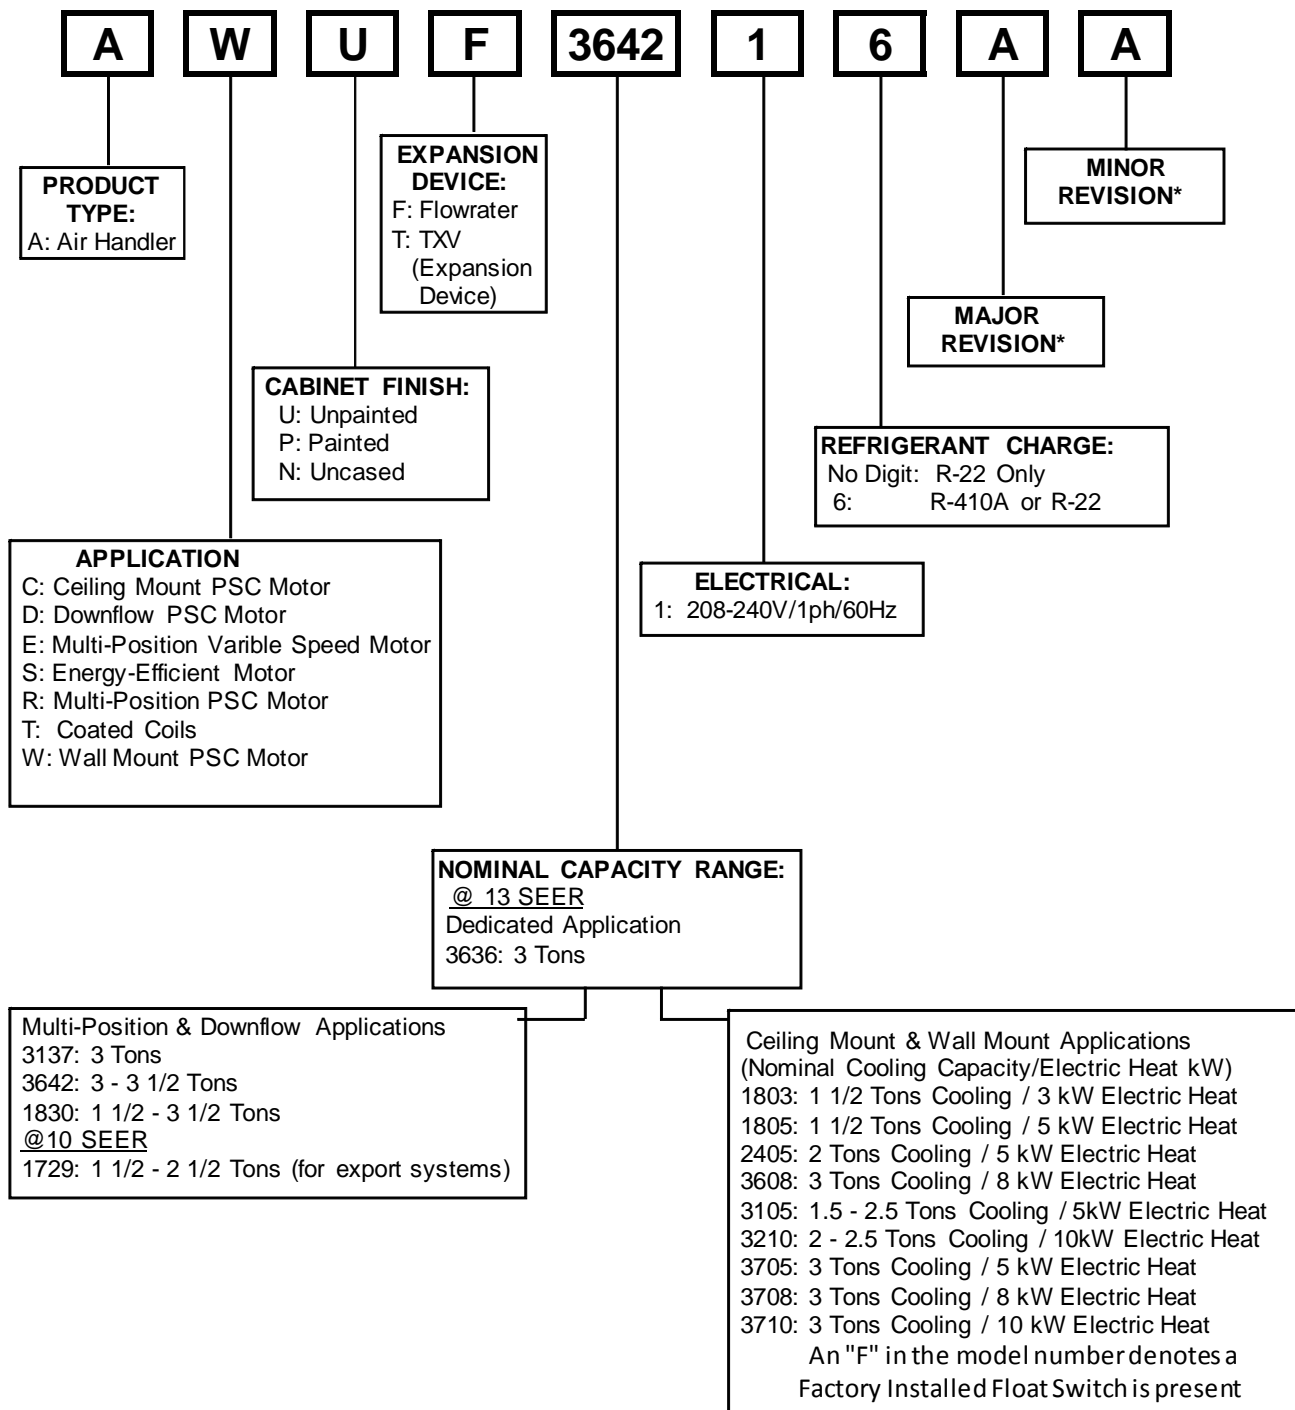 A W U F 3642 1 6 A A
PRODUCT
TYPE:
A: Air Handler
EXPANSION
DEVICE:
F: Flowrater
T: TXV
(Expansion
Device)
MINOR
REVISION*
MAJOR
REVISION*
CABINET FINISH:
U: Unpainted
P: Painted
N: Uncased
REFRIGERANT CHARGE:
No Digit: R-22 Only
6: R-410A or R-22
APPLICATION
C: Ceiling Mount PSC Motor
D: Downflow PSC Motor
E: Multi-Position Varible Speed Motor
S: Energy-Efficient Motor
R: Multi-Position PSC Motor
T: Coated Coils
W: Wall Mount PSC Motor
ELECTRICAL:
1: 208-240V/1ph/60Hz
NOMINAL CAPACITY RANGE:
@ 13 SEER
Dedicated Application
3636: 3 Tons
Multi-Position & Downflow Applications
3137: 3 Tons
3642: 3 - 3 1/2 Tons
1830: 1 1/2 - 3 1/2 Tons
@10 SEER
1729: 1 1/2 - 2 1/2 Tons (for export systems)
Ceiling Mount & Wall Mount Applications
(Nominal Cooling Capacity/Electric Heat kW)
1803: 1 1/2 Tons Cooling / 3 kW Electric Heat
1805: 1 1/2 Tons Cooling / 5 kW Electric Heat
2405: 2 Tons Cooling / 5 kW Electric Heat
3608: 3 Tons Cooling / 8 kW Electric Heat
3105: 1.5 - 2.5 Tons Cooling / 5kW Electric Heat
3210: 2 - 2.5 Tons Cooling / 10kW Electric Heat
3705: 3 Tons Cooling / 5 kW Electric Heat
3708: 3 Tons Cooling / 8 kW Electric Heat
3710: 3 Tons Cooling / 10 kW Electric Heat
An "F" in the model number denotes a
Factory Installed Float Switch is present